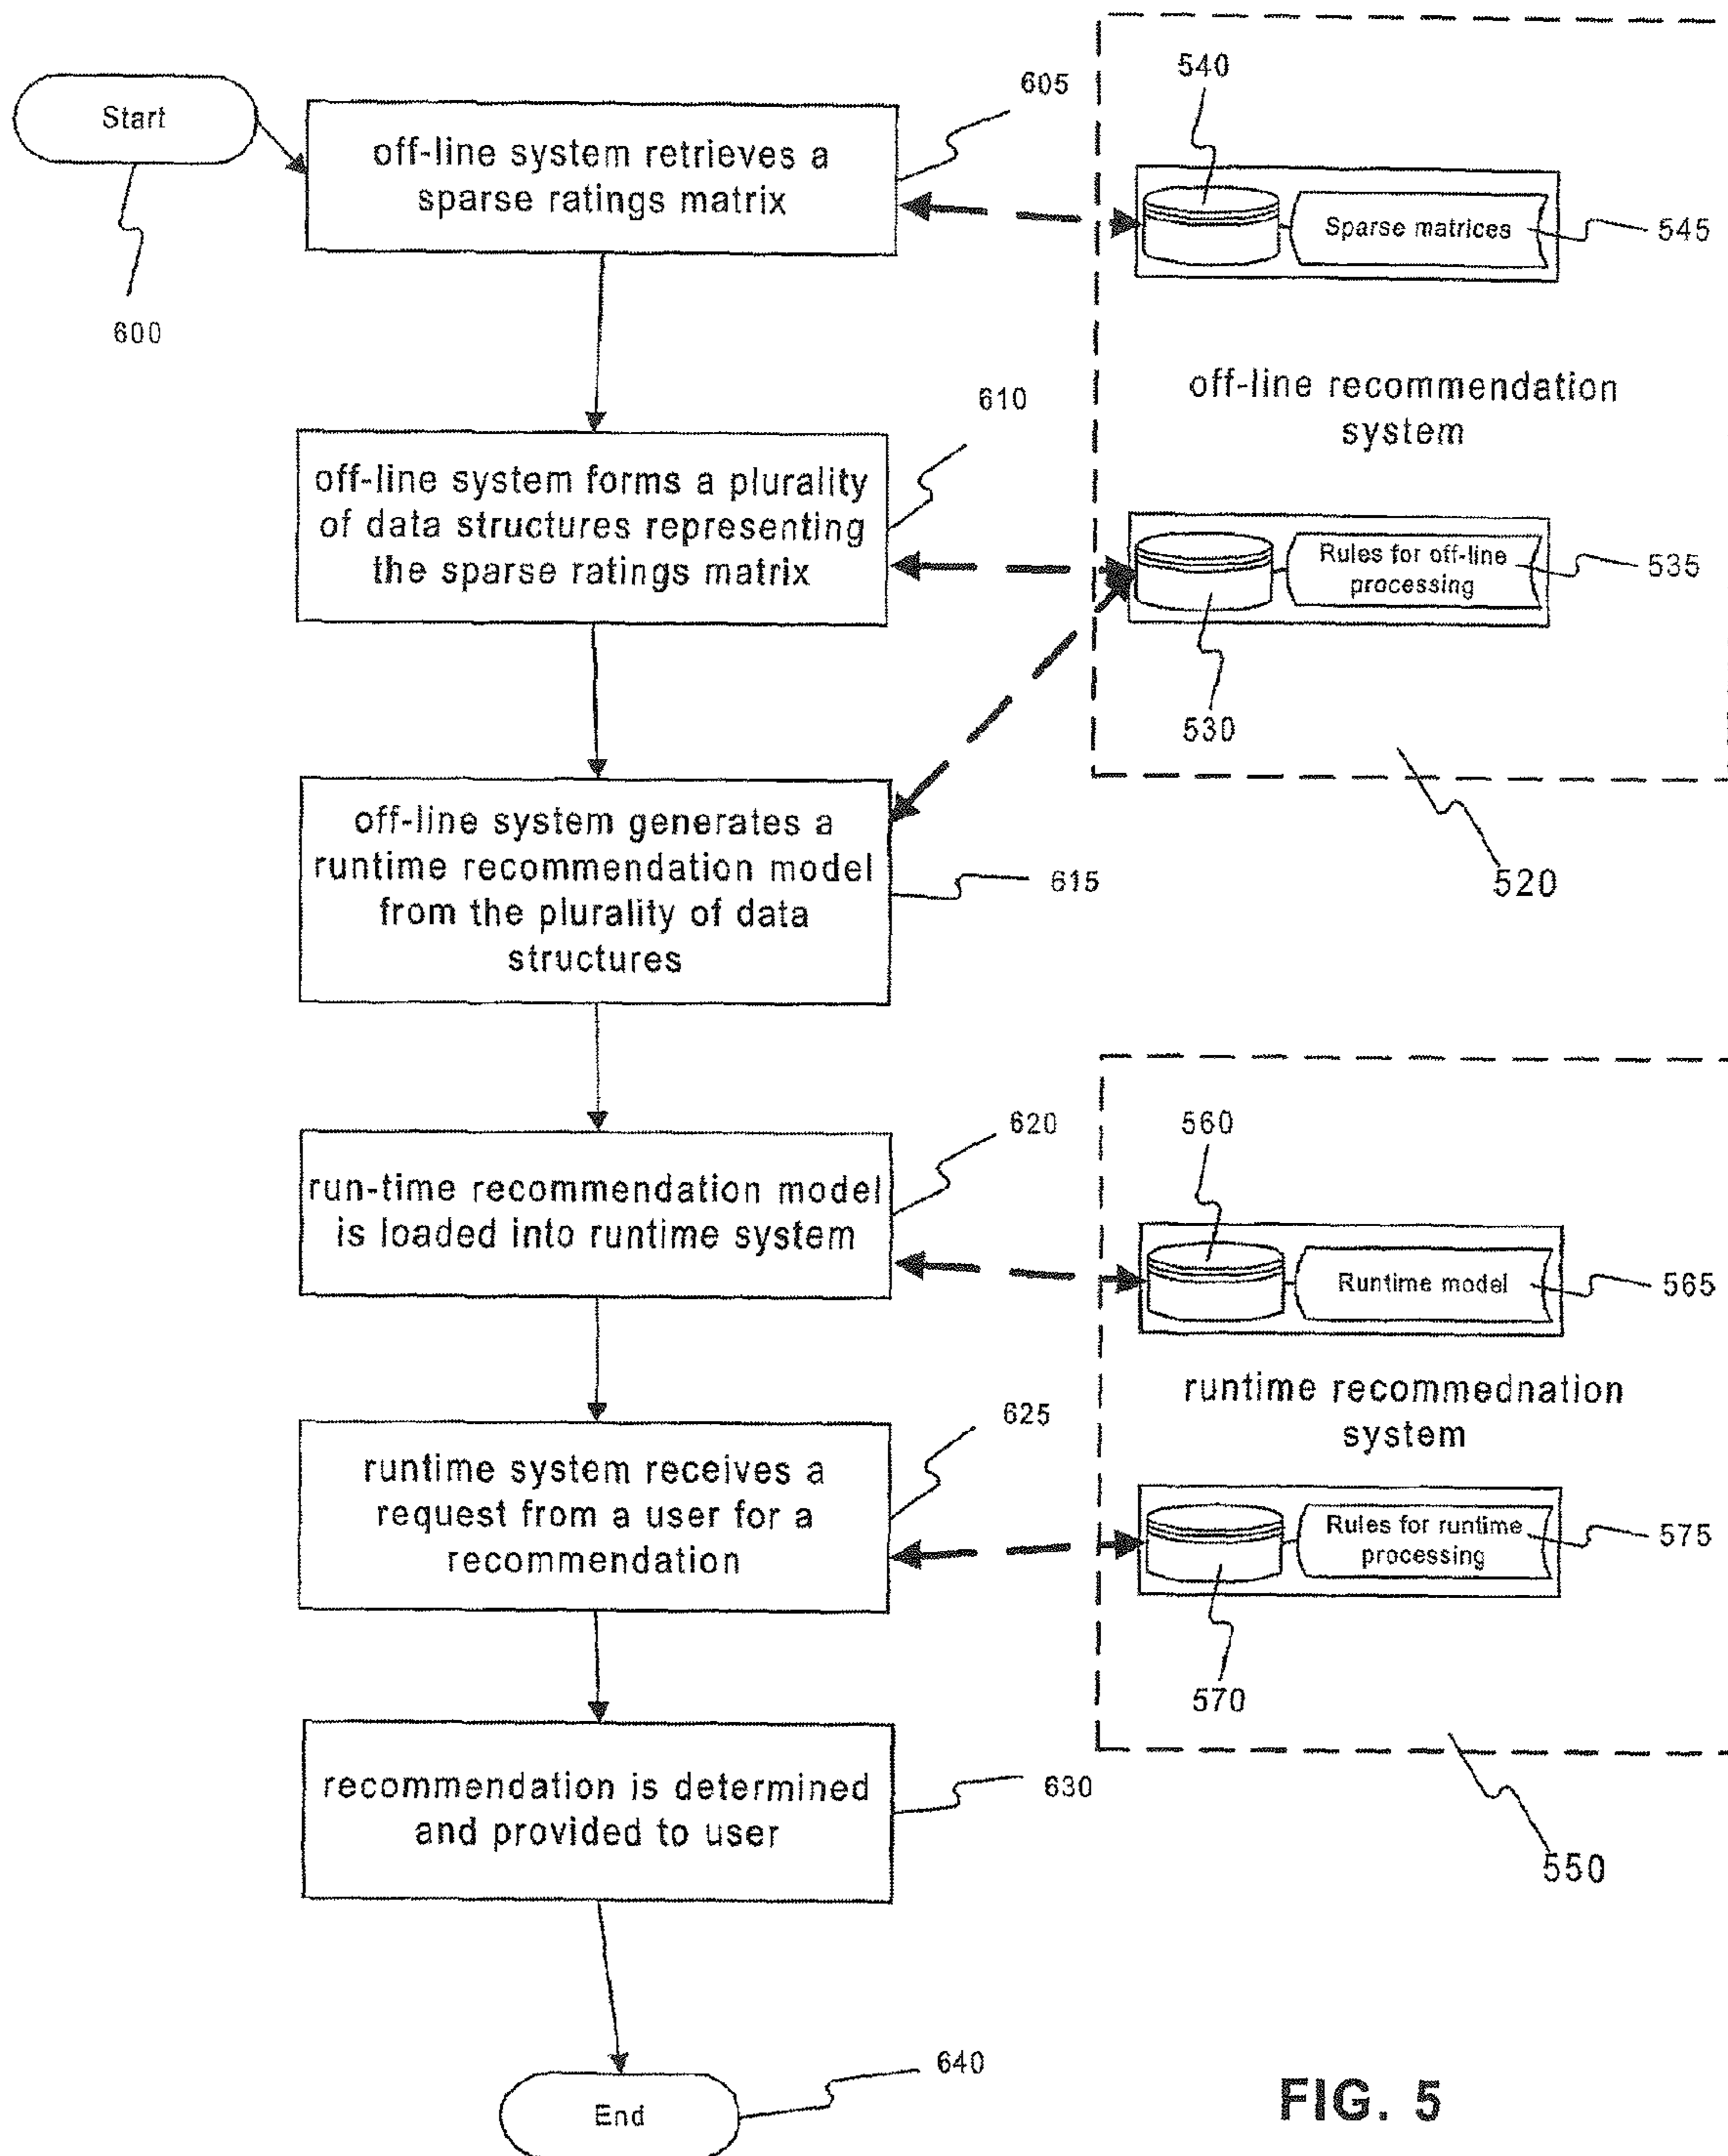 Start
600
605
off-line system retrieves a
sparse ratings matrix
540
Sparse matrices
545
off-line recommendation
system
610
off-line system forms a plurality
of data structures representing
the sparse ratings matrix
Rules for off-line
processing
535
530
520
off-line system generates a
runtime recommendation model
from the plurality of data
structures
615
620
run-time recommendation model
is loaded into runtime system
560
Runtime model
565
runtime recommednation
system
625
runtime system receives a
request from a user for a
recommendation
Rules for runtime
processing
575
570
550
recommendation is determined
and provided to user
630
640
End
FIG. 5